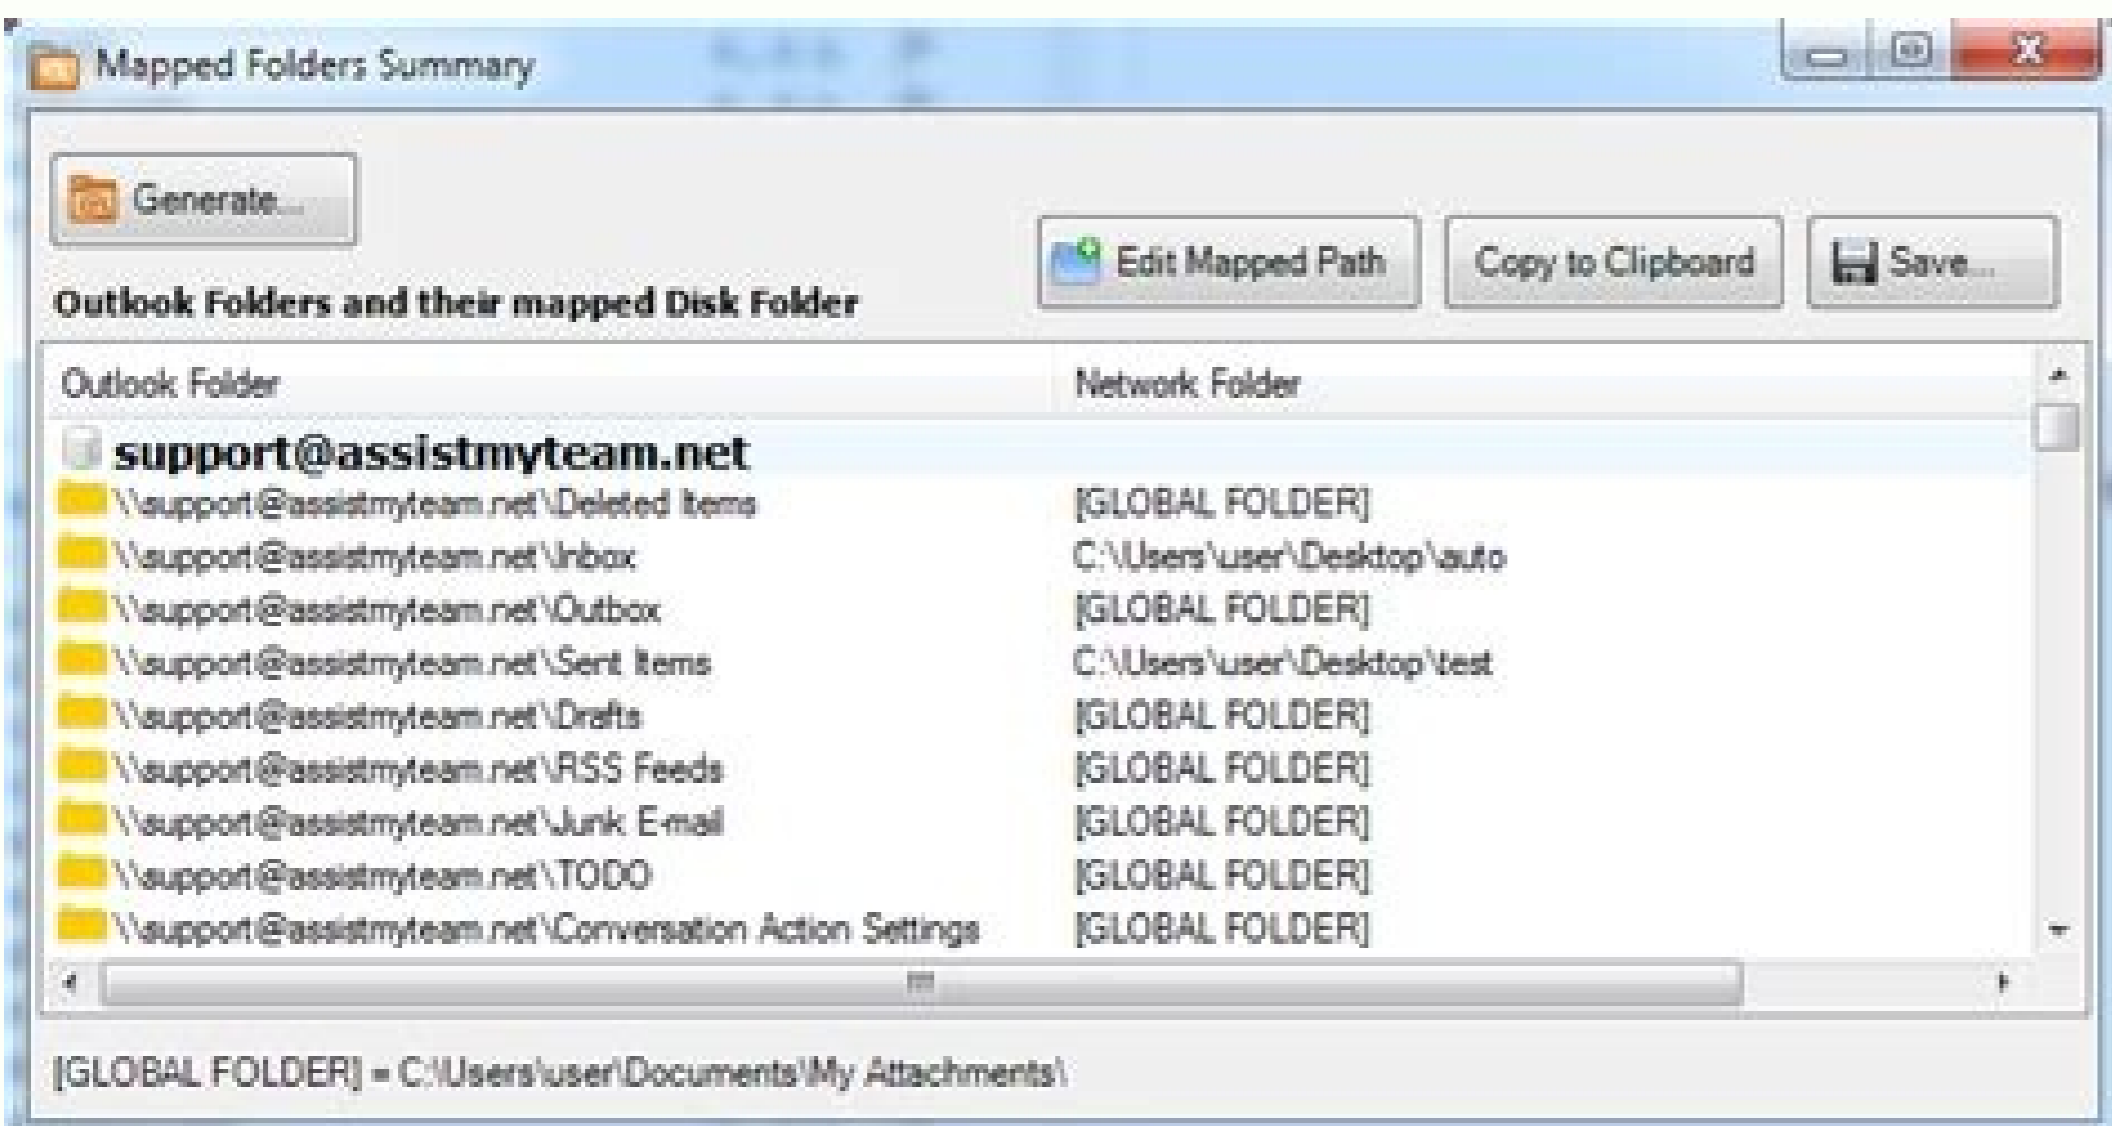 Mapped Folders Summary
Generate...
Edit Mapped Path
Copy to Clipboard
Save...
Outlook Folders and their mapped Disk Folder
Outlook Folder Network Folder
support@assistmyteam.net
\\support@assistmyteam.net\Deleted Items [GLOBAL FOLDER]
\\support@assistmyteam.net\Inbox C:\Users\user\Desktop\auto
\\support@assistmyteam.net\Outbox [GLOBAL FOLDER]
\\support@assistmyteam.net\Sent Items C:\Users\user\Desktop\test
\\support@assistmyteam.net\Drafts [GLOBAL FOLDER]
\\support@assistmyteam.net\RSS Feeds [GLOBAL FOLDER]
\\support@assistmyteam.net\Junk E-mail [GLOBAL FOLDER]
\\support@assistmyteam.net\TODO [GLOBAL FOLDER]
\\support@assistmyteam.net\Conversation Action Settings [GLOBAL FOLDER]
[GLOBAL FOLDER] = C:\Users\user\Documents\My Attachments\